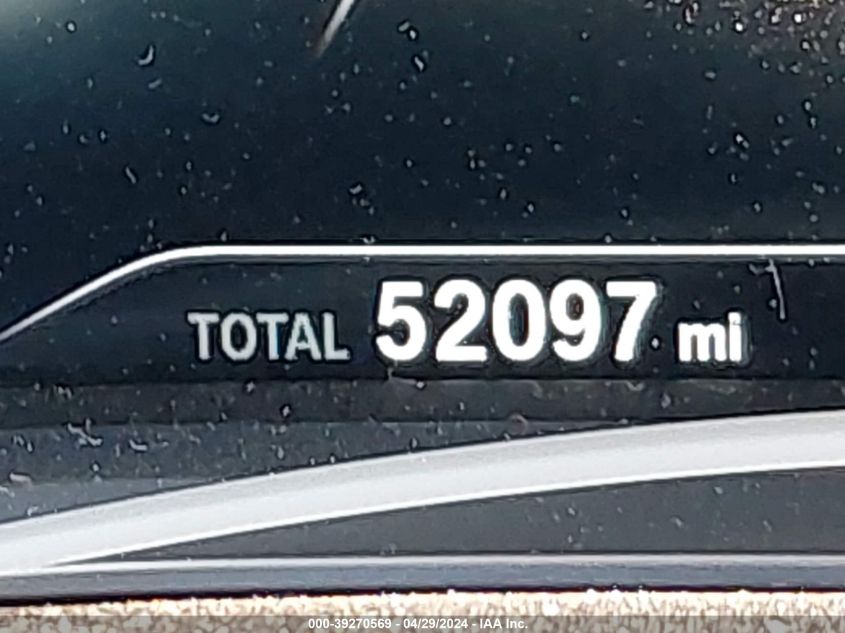 TOTAL 52097 mi
000-39270569 - 04/29/2024 - IAA Inc.